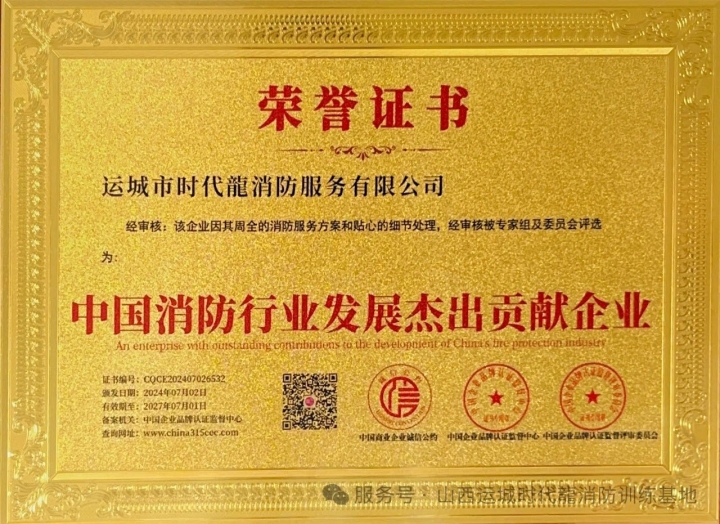 荣誉证书
运城市时代龍消防服务有限公司
经审核：该企业因其周全的消防服务方案和贴心的细节处理，经审核被专家组及委员会评选
为：
中国消防行业发展杰出贡献企业
An enterprise with outstanding contributions to the development of China's fire protection industry
证书编号：CQCE202407026532
颁发日期：2024年07月02日
有效期至：2027年07月01日
备案机关：中国企业品牌认证监督中心
查询网址：www.china315cec.com
中国商业企业诚信公约
中国企业品牌认证监督中心
中国企业品牌认证监督评审委员会
服务号 · 山西运城时代龍消防训练基地